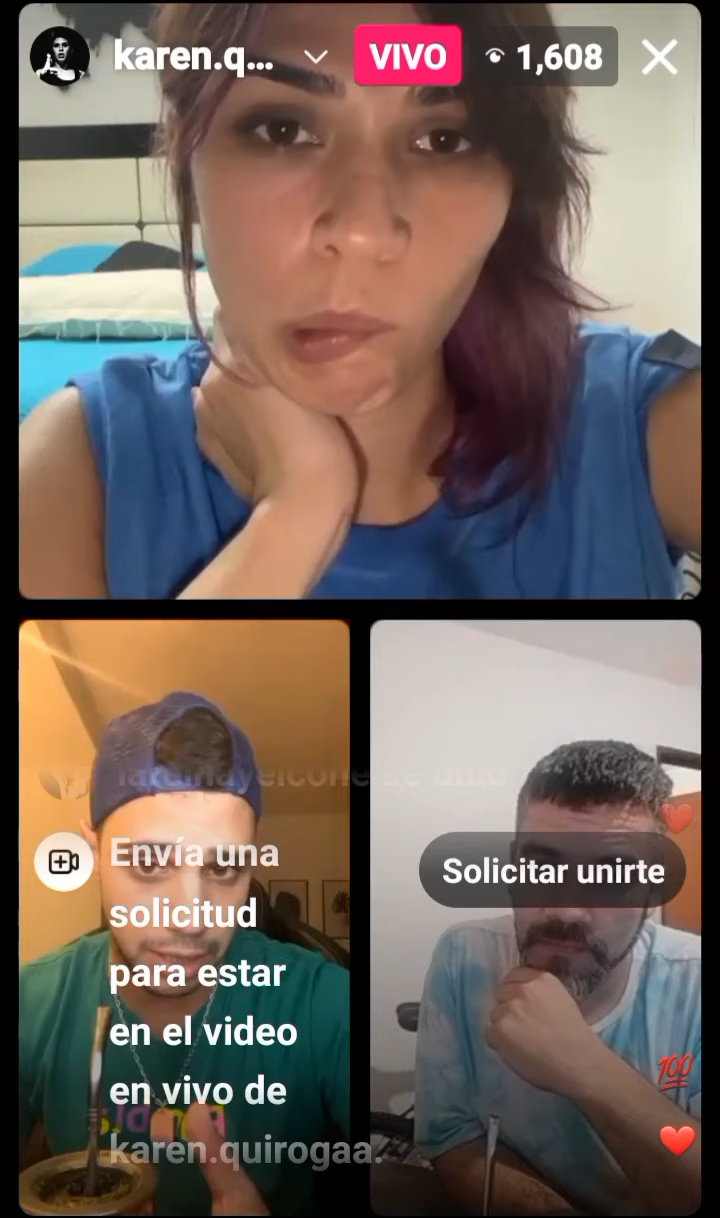 karen.q... VIVO 1,608
Envía una
solicitud
para estar
en el video
en vivo de
karen.quirogaa.
Solicitar unirte
100